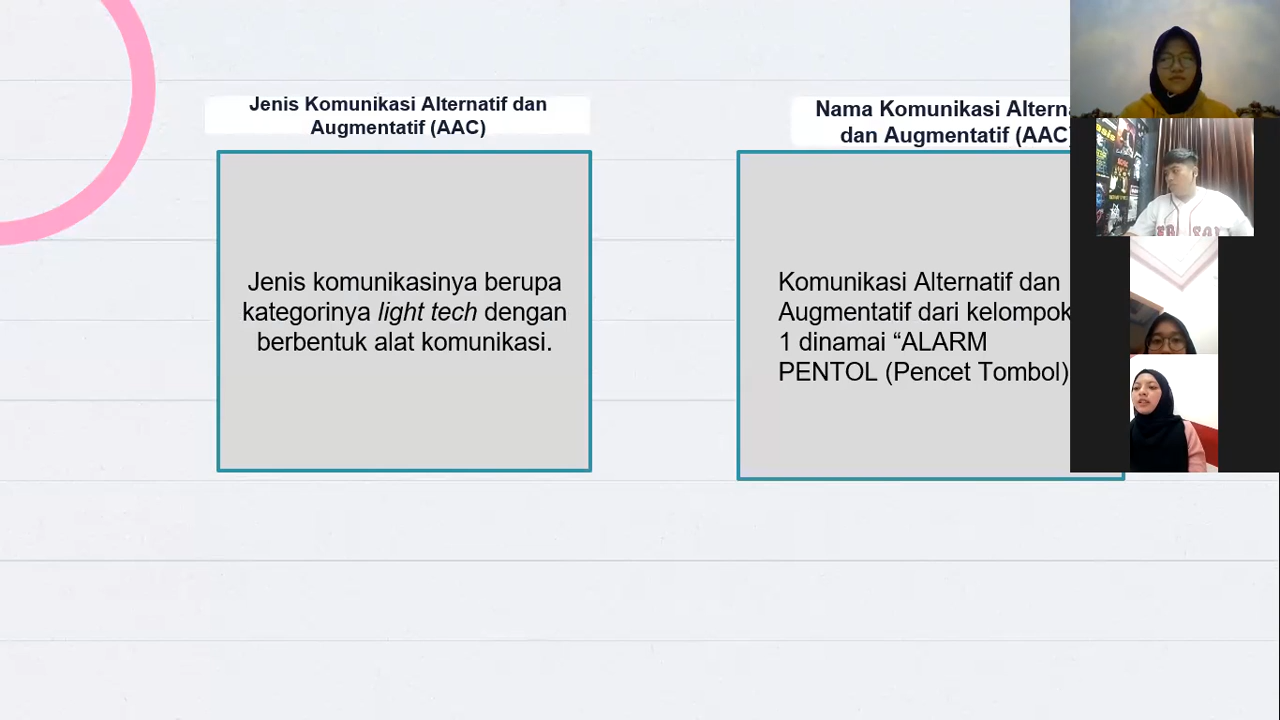 Jenis Komunikasi Alternatif dan
Augmentatif (AAC)
Jenis komunikasinya berupa
kategorinya light tech dengan
berbentuk alat komunikasi.
Nama Komunikasi Altern
dan Augmentatif (AAC)
Komunikasi Alternatif dan
Augmentatif dari kelompok
1 dinamai “ALARM
PENTOL (Pencet Tombol)